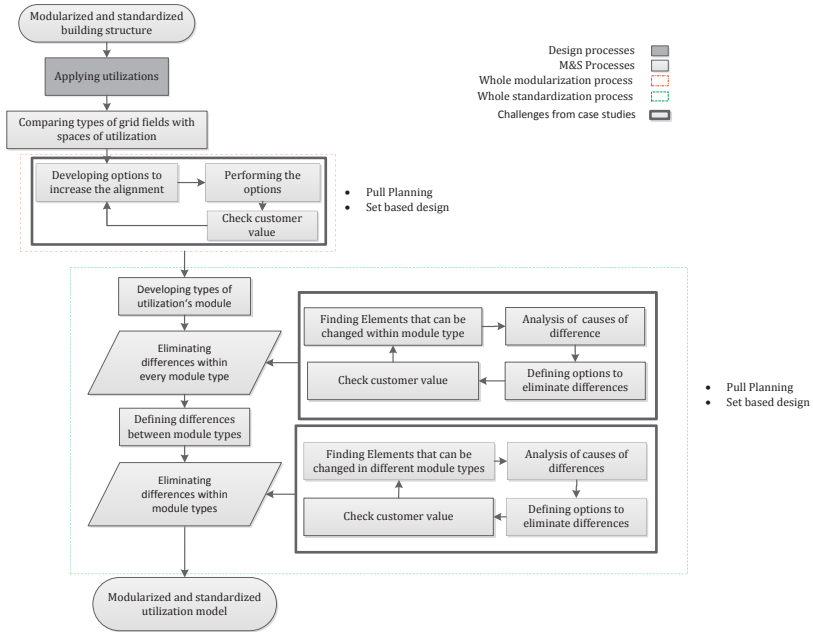 Modularized and standardized
building structure
Applying utilizations
Comparing types of grid fields with
spaces of utilization
Developing options to
increase the alignment
Performing the
options
Check customer
value
• Pull Planning
• Set based design
Design processes
M&S Processes
Whole modularization process
Whole standardization process
Challenges from case studies
Developing types of
utilization's module
Eliminating
differences within
every module type
Finding Elements that can be
changed within module type
Analysis of causes of
difference
Check customer value
Defining options to
eliminate differences
Defining differences
between module types
Eliminating
differences within
module types
Finding Elements that can be
changed in different module types
Analysis of causes of
differences
Check customer value
Defining options to
eliminate differences
• Pull Planning
• Set based design
Modularized and standardized
utilization model